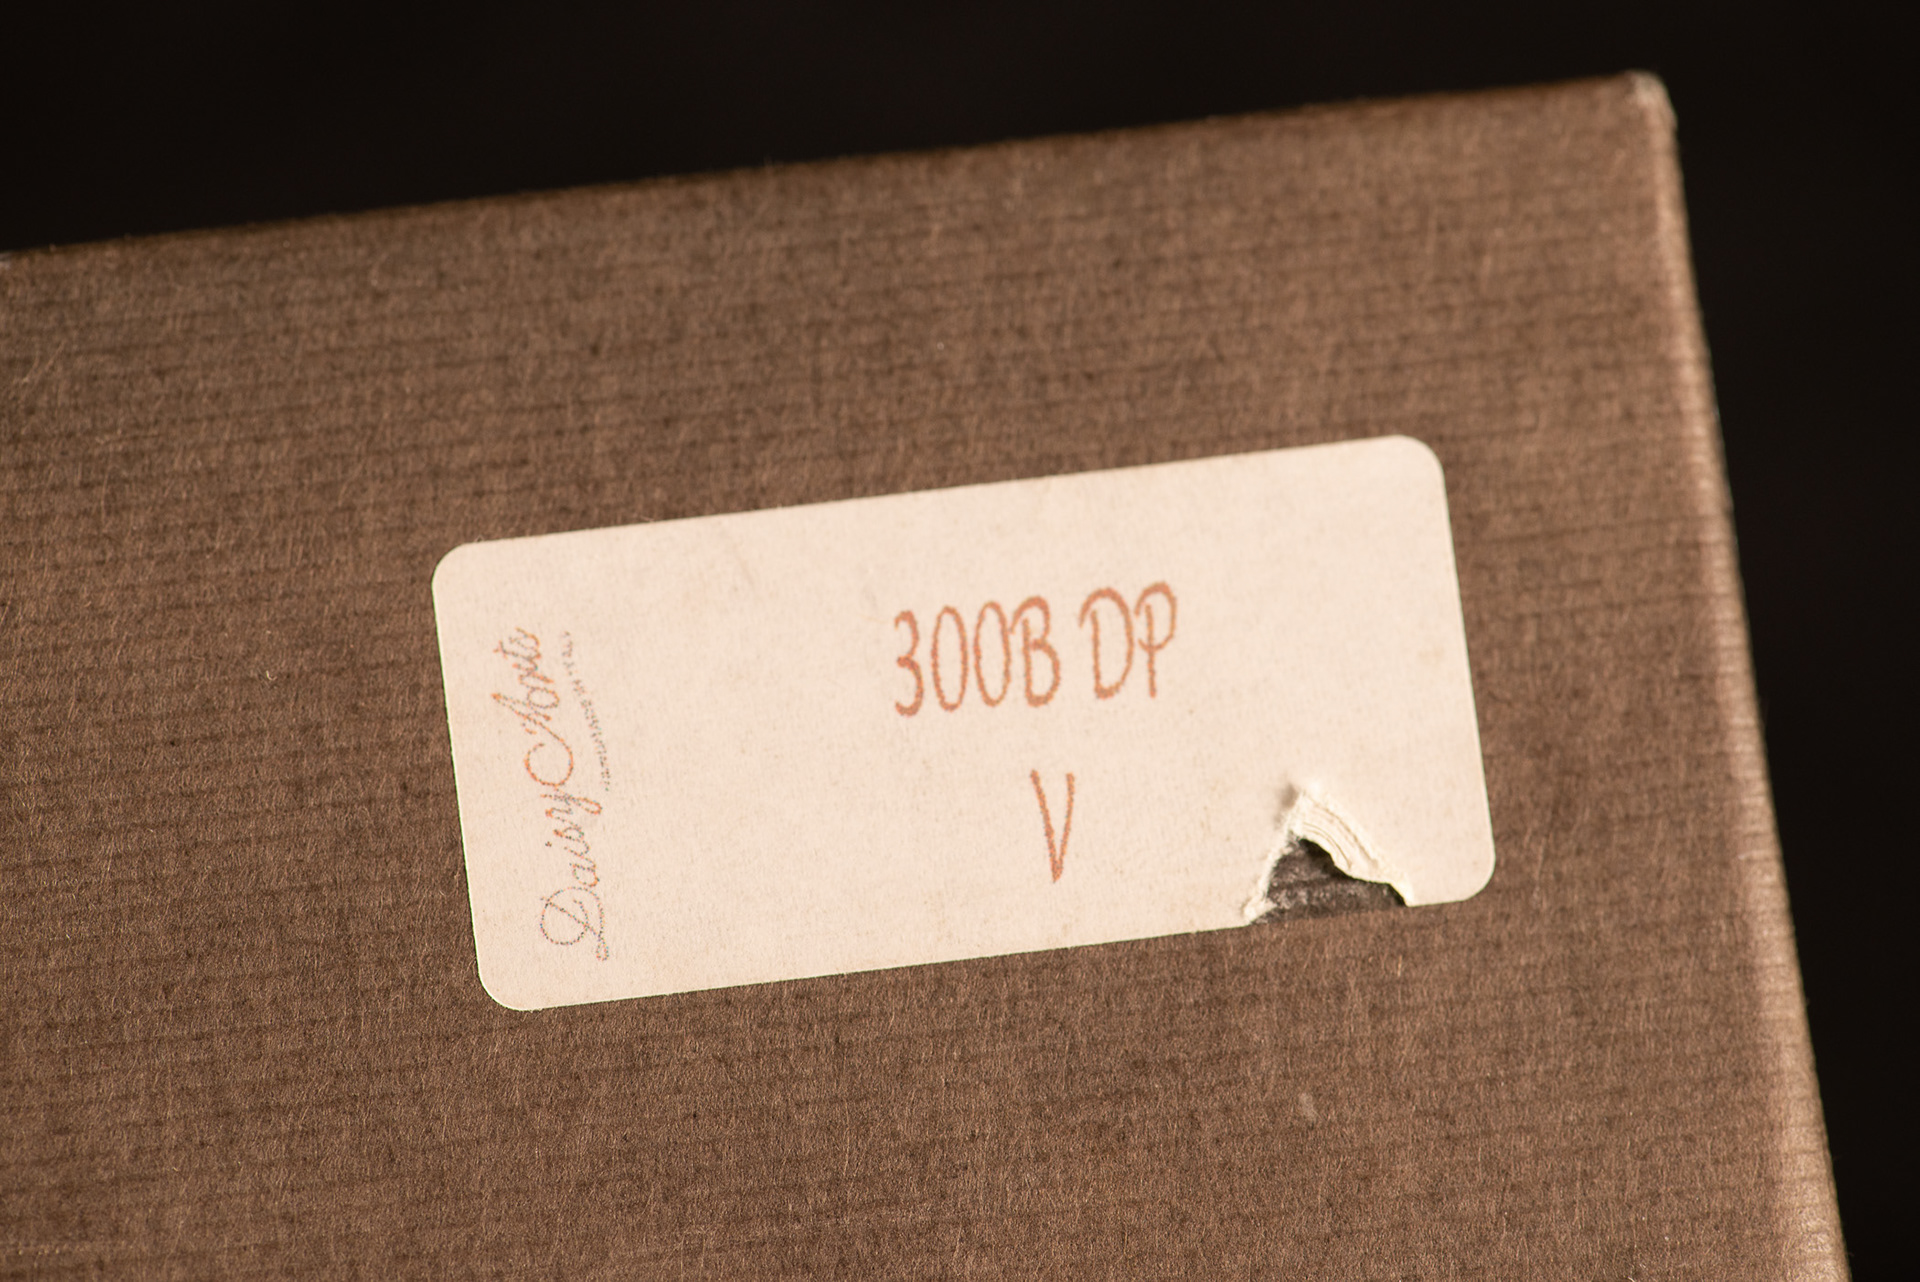 300B DP
V
Daisy Arts